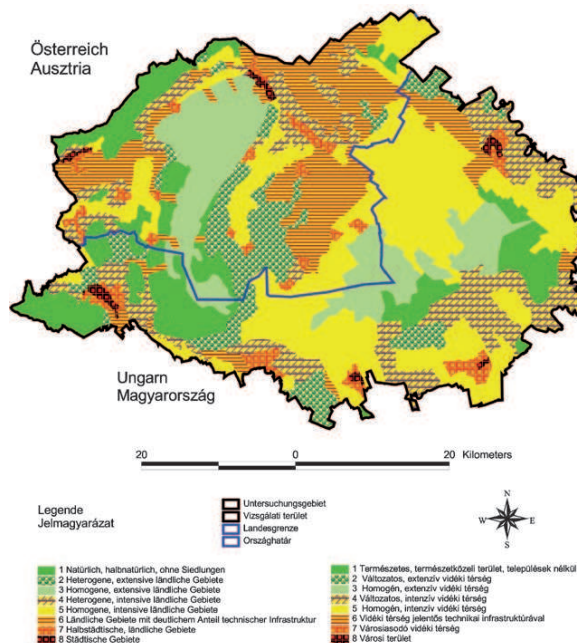 Österreich
Ausztria
Ungarn
Magyarország
20 0 20 Kilometers
Legende
Jelmagyarázat
Untersuchungsgebiet
Vizsgálati terület
Landesgrenze
Országhatár
N
W E
S
1 Natürlich, halbnatürlich, ohne Siedlungen
2 Heterogene, extensive ländliche Gebiete
3 Homogene, extensive ländliche Gebiete
4 Heterogene, intensive ländliche Gebiete
5 Homogene, intensive ländliche Gebiete
6 Ländliche Gebiete mit deutlichem Anteil technischer Infrastruktur
7 Halbstädtische, ländliche Gebiete
8 Städtische Gebiete
1 Természetes, természetközeli terület, települések nélkül
2 Változatos, extenzív vidéki térség
3 Homogén, extenzív vidéki térség
4 Változatos, intenzív vidéki térség
5 Homogén, intenzív vidéki térség
6 Vidéki térség jelentős technikai infrastruktúrával
7 Városiasodó vidéki térség
8 Városi terület